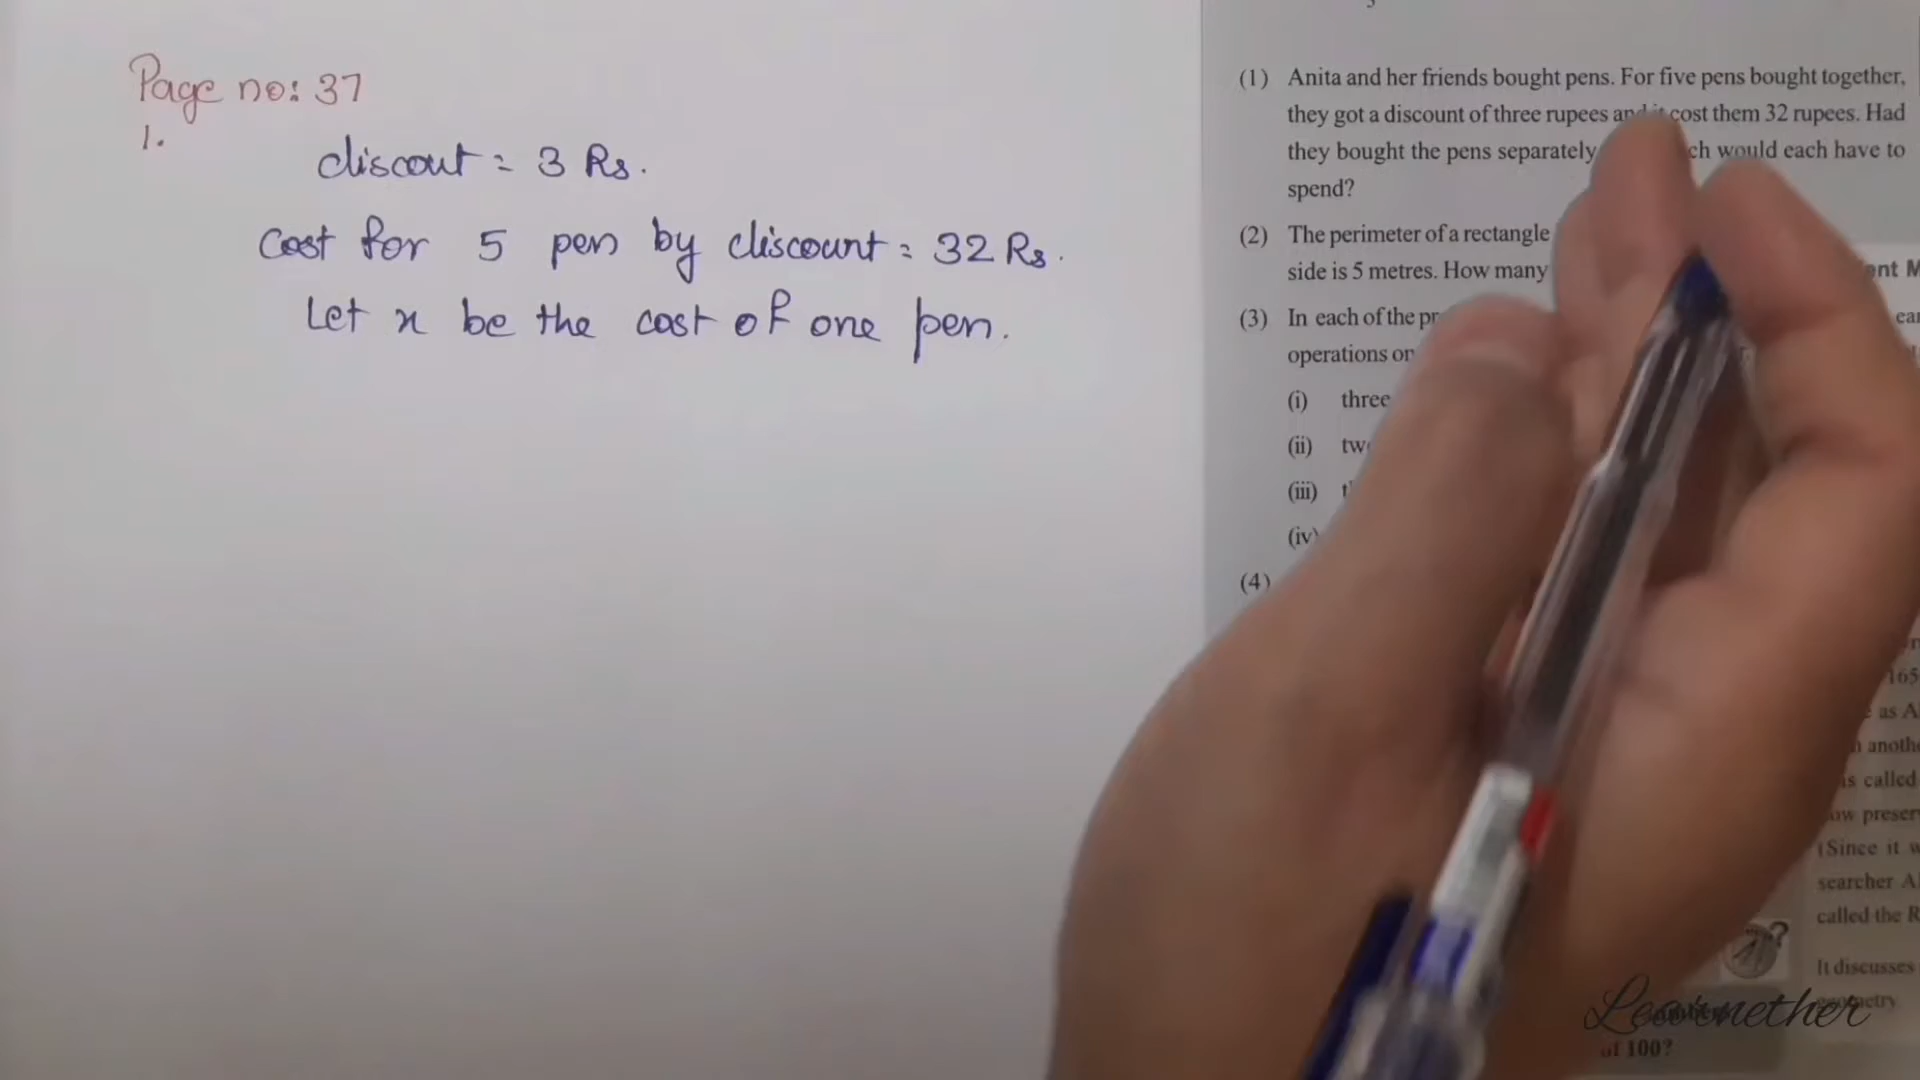 Page no: 37
1.
discout = 3 Rs.
cost for 5 pen by discount = 32 Rs.
Let x be the cost of one pen.
(1) Anita and her friends bought pens. For five pens bought together,
they got a discount of three rupees and it cost them 32 rupees. Had
they bought the pens separately ch would each have to
spend?
(2) The perimeter of a rectangle
side is 5 metres. How many
(3) In each of the
operations
(i) three
(ii)
(iii)
(iv)
(4)
ent M
165
as A
is called
ow
(Since it
searcher
called the R
It discusses
of 100?
Learnether